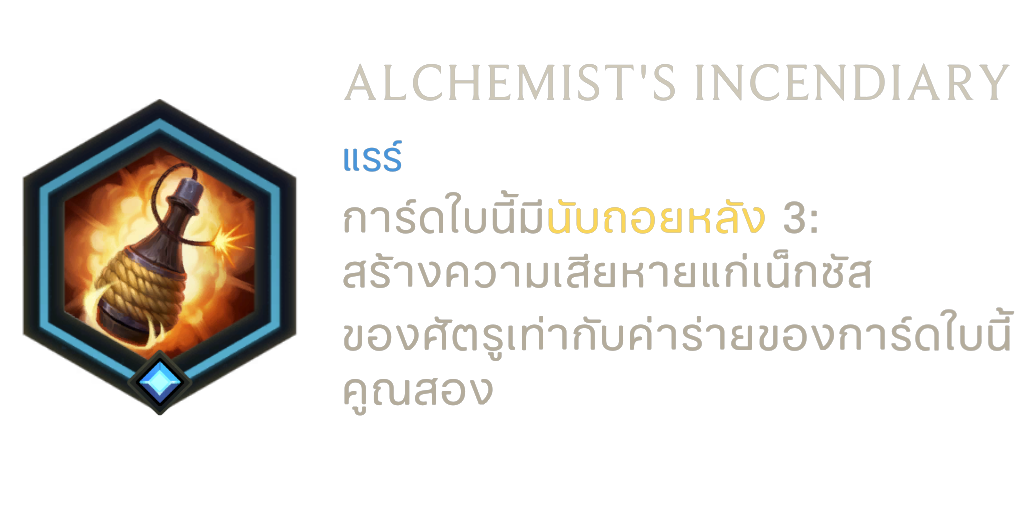 ALCHEMIST'S INCENDIARY
แรร์
การ์ดใบนี้มีนับถอยหลัง 3:
สร้างความเสียหายแก่เน็กซัส
ของศัตรูเท่ากับค่าร่ายของการ์ดใบนี้
คูณสอง